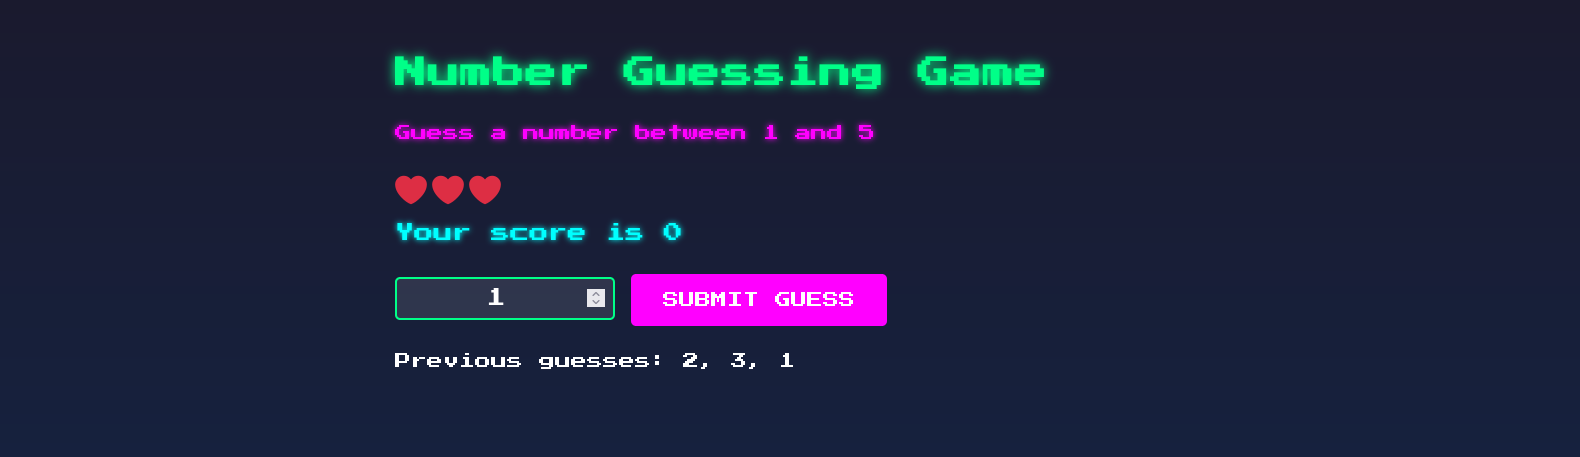 Number Guessing Game
Guess a number between 1 and 5
Your score is 0
1
SUBMIT GUESS
Previous guesses: 2, 3, 1